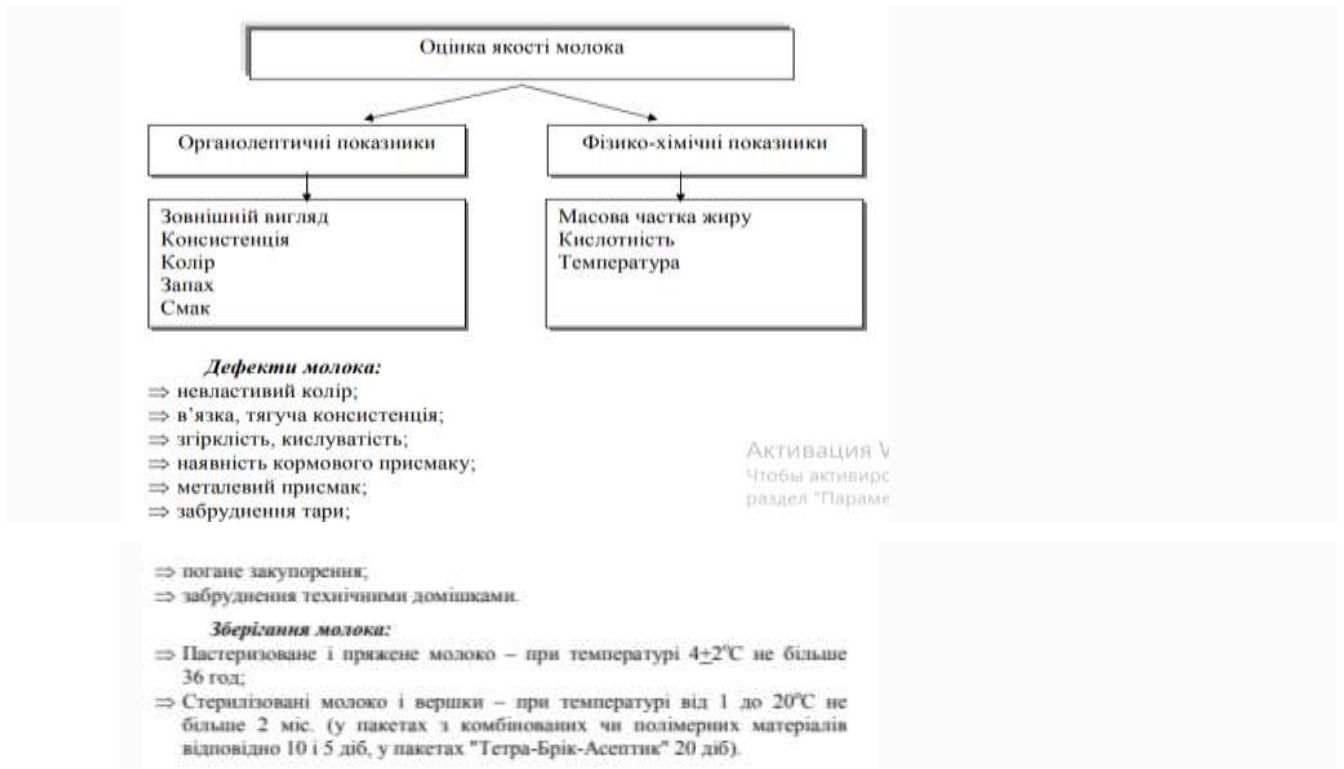 Оцінка якості молока
Органолептичні показники
Фізико-хімічні показники
Зовнішній вигляд
Консистенція
Колір
Запах
Смак
Масова частка жиру
Кислотність
Температура
Дефекти молока:
⇒ невластивий колір;
⇒ в’язка, тягуча консистенція;
⇒ згірклість, кислуватість;
⇒ наявність кормового присмаку;
⇒ металевий присмак;
⇒ забруднення тари;
Активация V
Чтобы активиро
раздел "Параме
⇒ погане закупорення;
⇒ забруднення технічними домішками.
Зберігання молока:
⇒ Пастеризоване і пряжене молоко – при температурі 4±2°С не більше
36 год;
⇒ Стерилізовані молоко і вершки – при температурі від 1 до 20°С не
більше 2 міс. (у пакетах з комбінованих чи полімерних матеріалів
відповідно 10 і 5 діб, у пакетах "Тетра-Брік-Асептик" 20 діб).